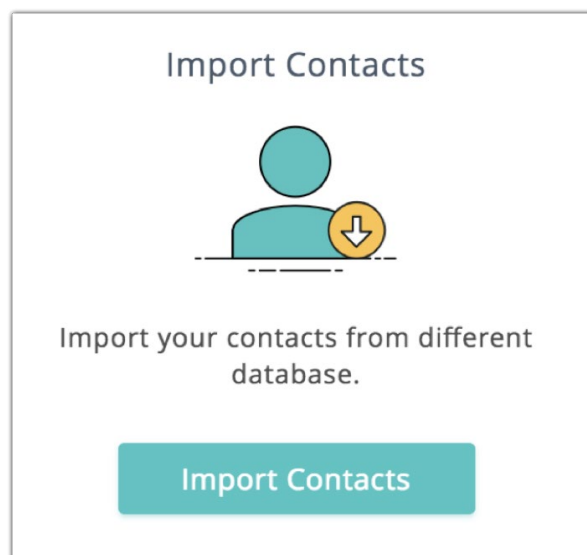 Import Contacts
Import your contacts from different
database.
Import Contacts